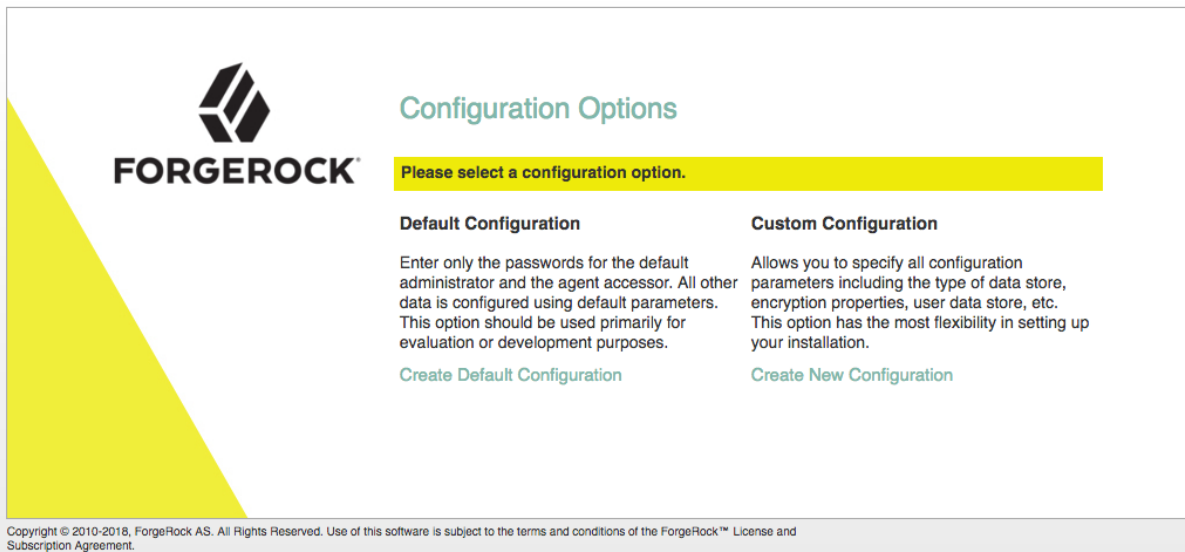 FORGEROCK
Configuration Options
Please select a configuration option.
Default Configuration
Enter only the passwords for the default
administrator and the agent accessor. All other
data is configured using default parameters.
This option should be used primarily for
evaluation or development purposes.
Create Default Configuration
Custom Configuration
Allows you to specify all configuration
parameters including the type of data store,
encryption properties, user data store, etc.
This option has the most flexibility in setting up
your installation.
Create New Configuration
Copyright © 2010-2018, ForgeRock AS. All Rights Reserved. Use of this software is subject to the terms and conditions of the ForgeRock™ License and
Subscription Agreement.